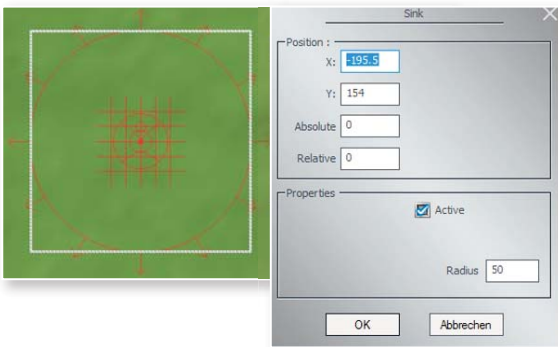 Sink
Position :
X: -195.5
Y: 154
Absolute 0
Relative 0
Properties
Active
Radius 50
OK Abbrechen